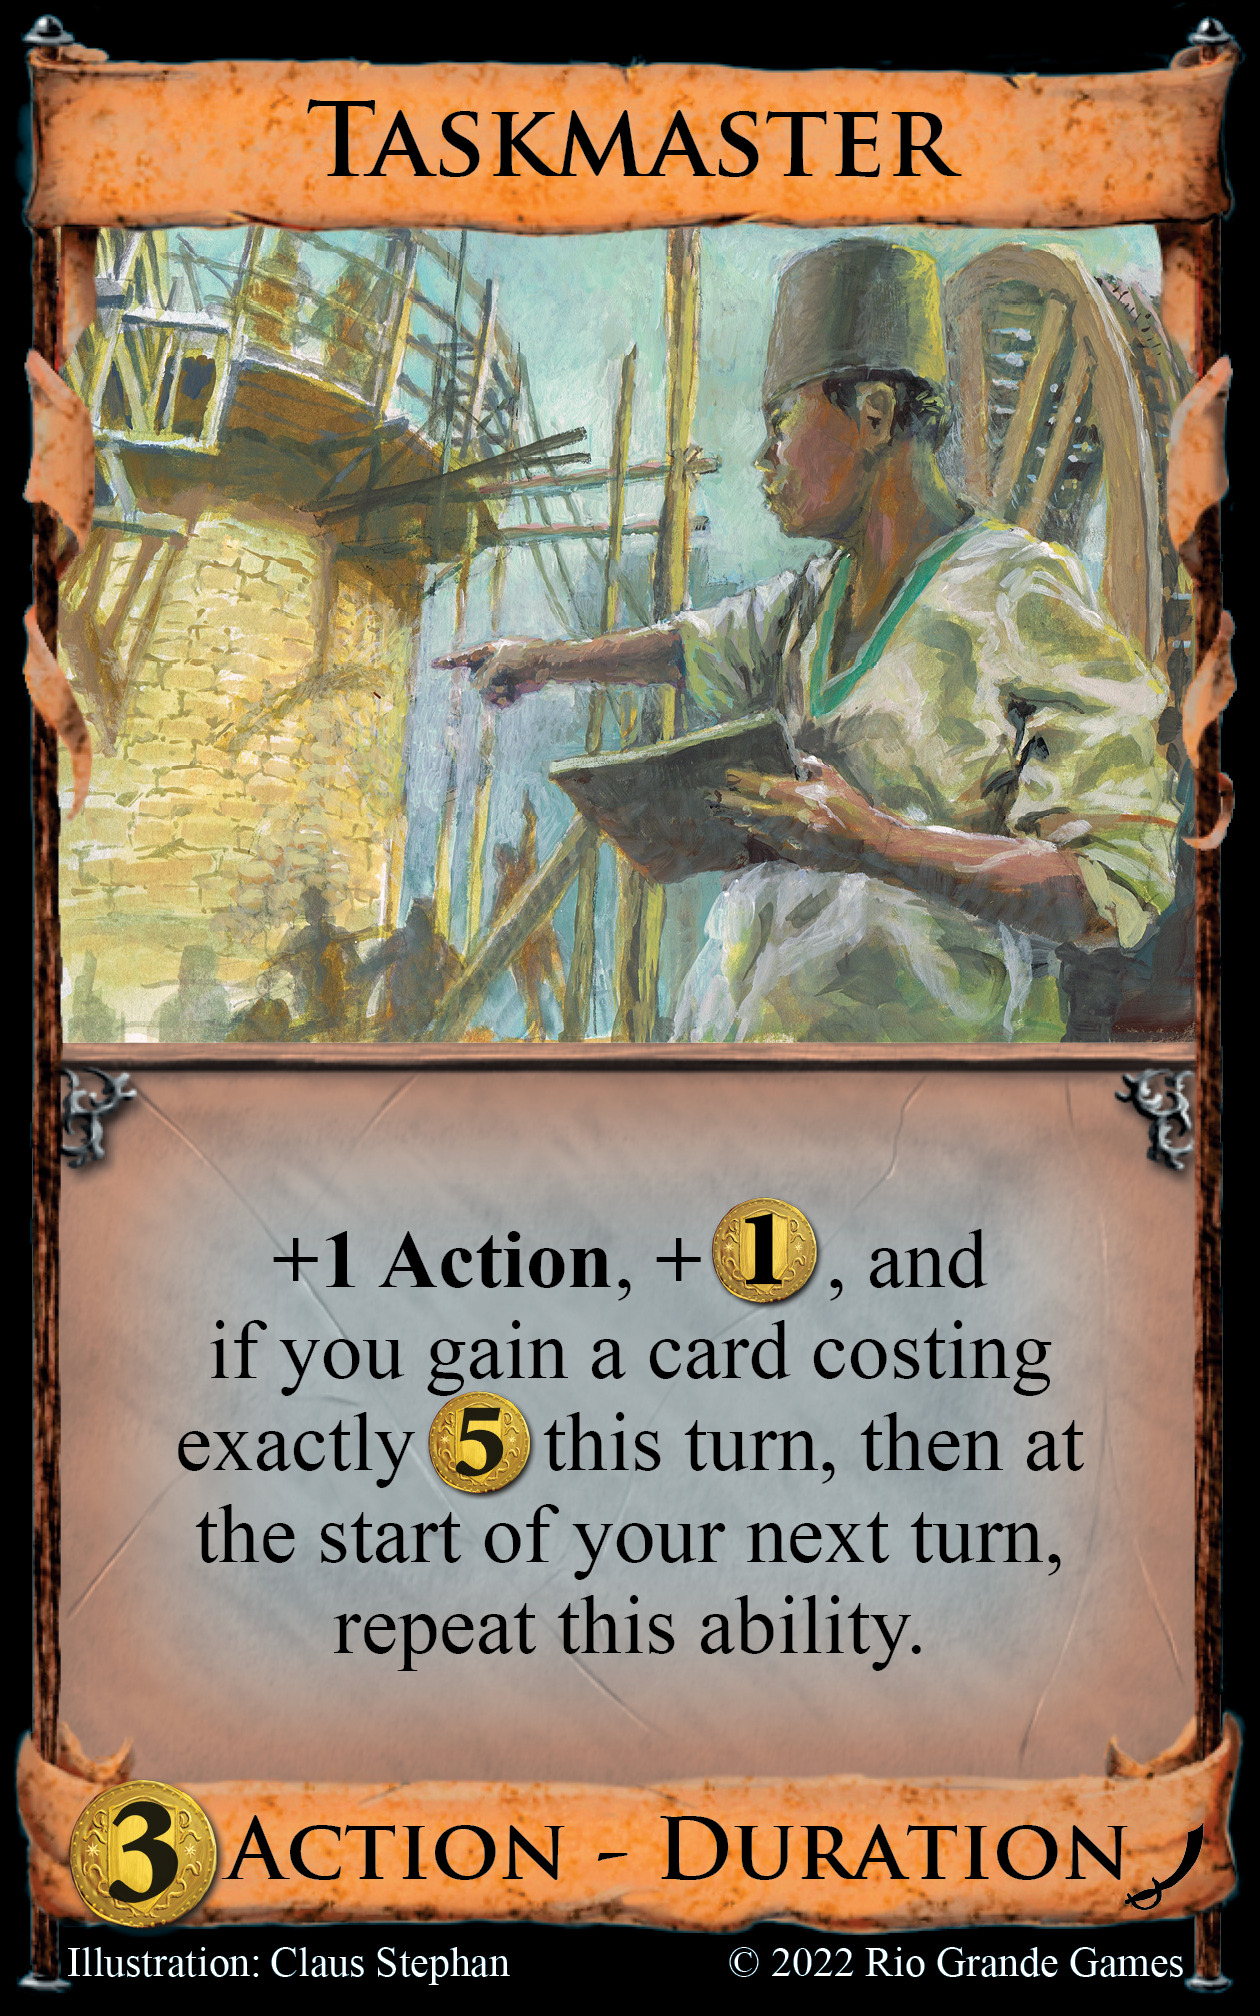 TASKMASTER
+1 Action, +1, and
if you gain a card costing
exactly 5 this turn, then at
the start of your next turn,
repeat this ability.
3 ACTION - DURATION
Illustration: Claus Stephan © 2022 Rio Grande Games